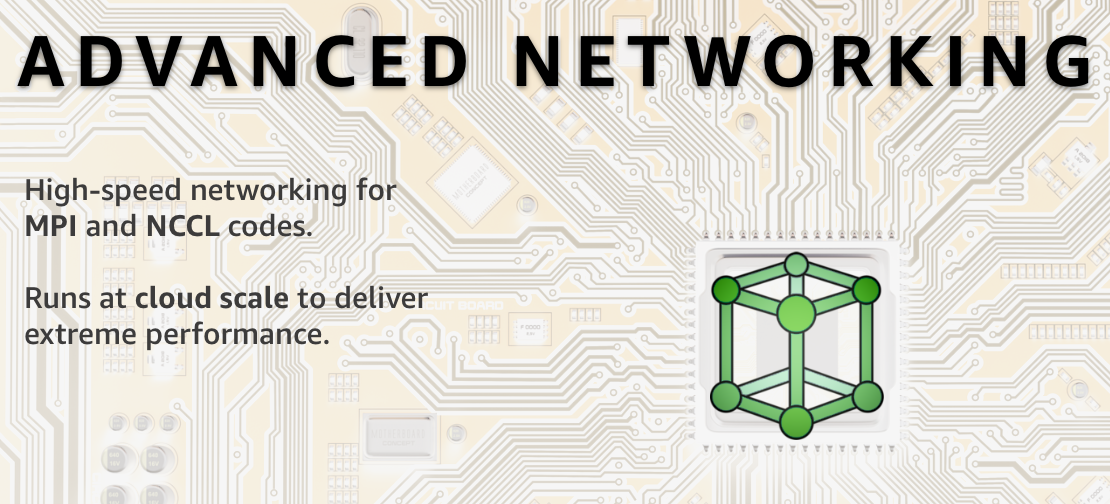 ADVANCED NETWORKING
High-speed networking for
MPI and NCCL codes.
Runs at cloud scale to deliver
extreme performance.